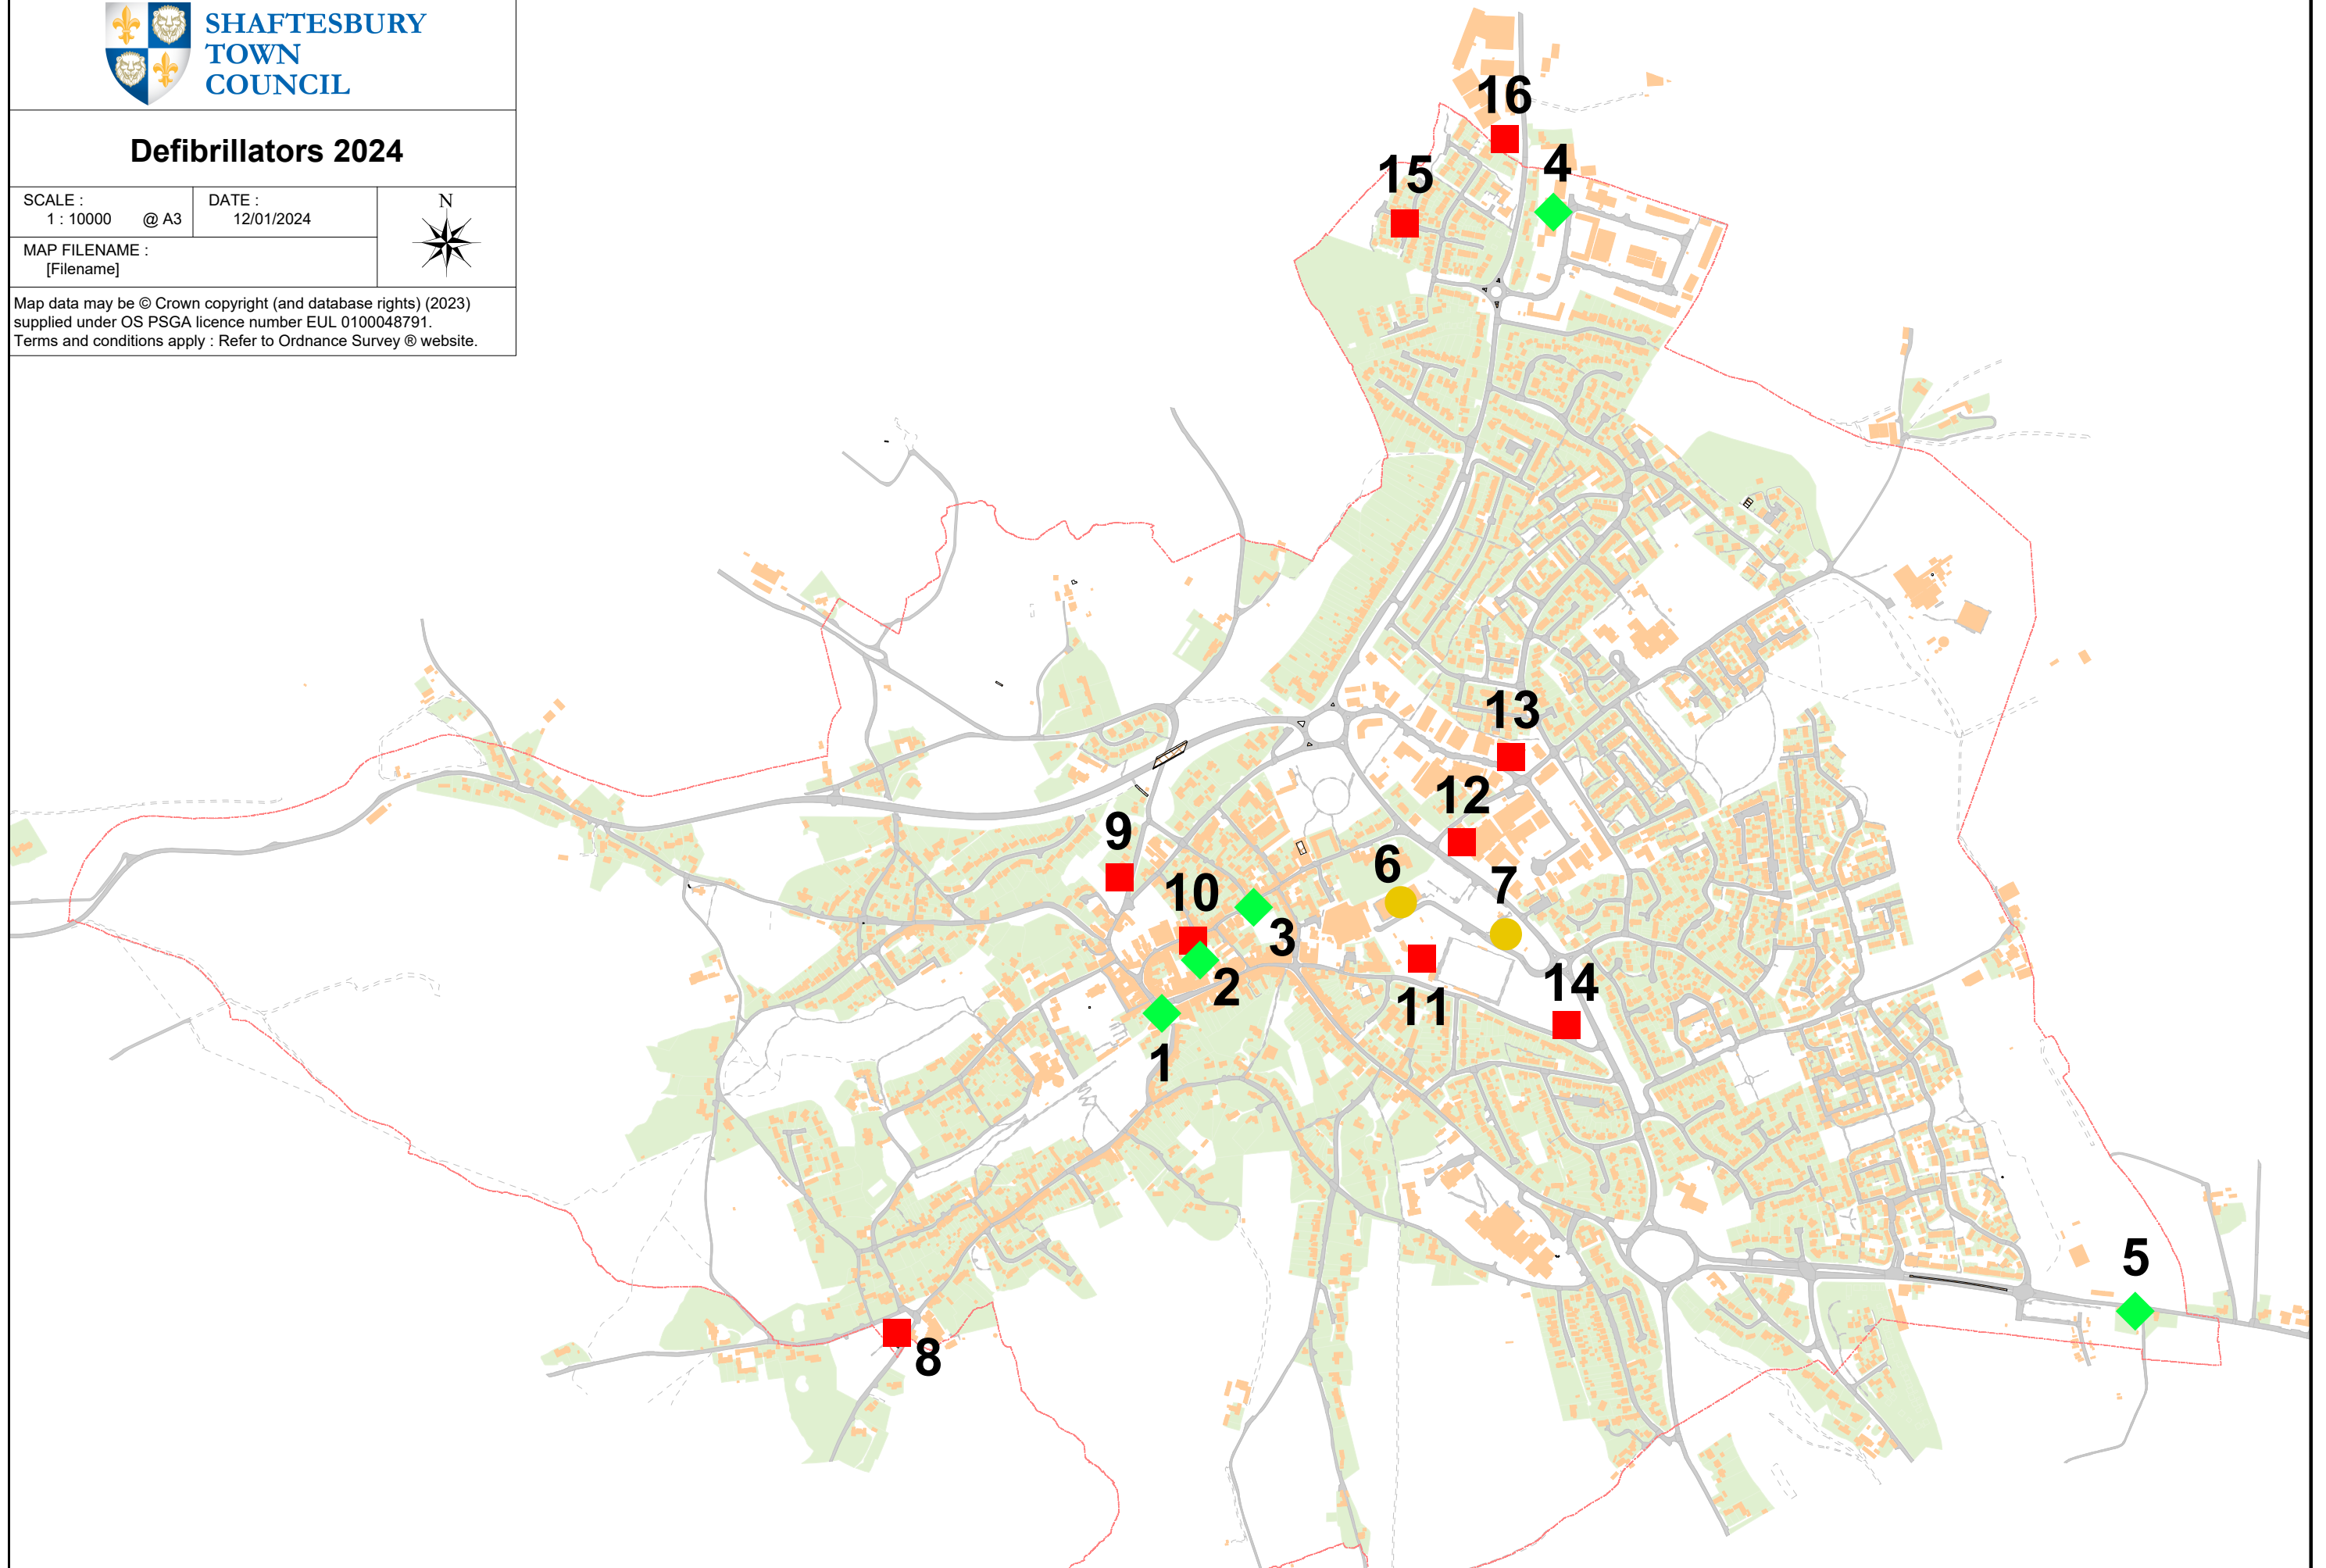 SHAFTESBURY
TOWN
COUNCIL
Defibrillators 2024
SCALE :
1 : 10000 @ A3
DATE :
12/01/2024
N
MAP FILENAME :
[Filename]
Map data may be © Crown copyright (and database rights) (2023)
supplied under OS PSGA licence number EUL 0100048791.
Terms and conditions apply : Refer to Ordnance Survey ® website.
16
4
15
13
12
9
6
7
10
3
2
14
11
1
5
8